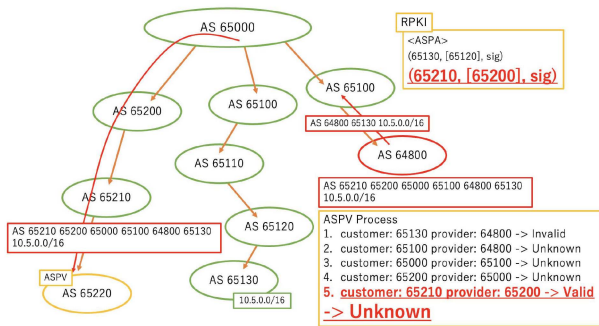 AS 65000
RPKI
<ASPA>
(65130, [65120], sig)
(65210, [65200], sig)
AS 65200
AS 65100
AS 65100
AS 64800 65130 10.5.0.0/16
AS 64800
AS 65110
AS 65210
AS 65210 65200 65000 65100 64800 65130
10.5.0.0/16
AS 65210 65200 65000 65100 64800 65130
10.5.0.0/16
AS 65120
ASPV
AS 65220
AS 65130
10.5.0.0/16
ASPV Process
1. customer: 65130 provider: 64800 -> Invalid
2. customer: 65100 provider: 64800 -> Unknown
3. customer: 65000 provider: 65100 -> Unknown
4. customer: 65200 provider: 65000 -> Unknown
5. customer: 65210 provider: 65200 -> Valid
-> Unknown